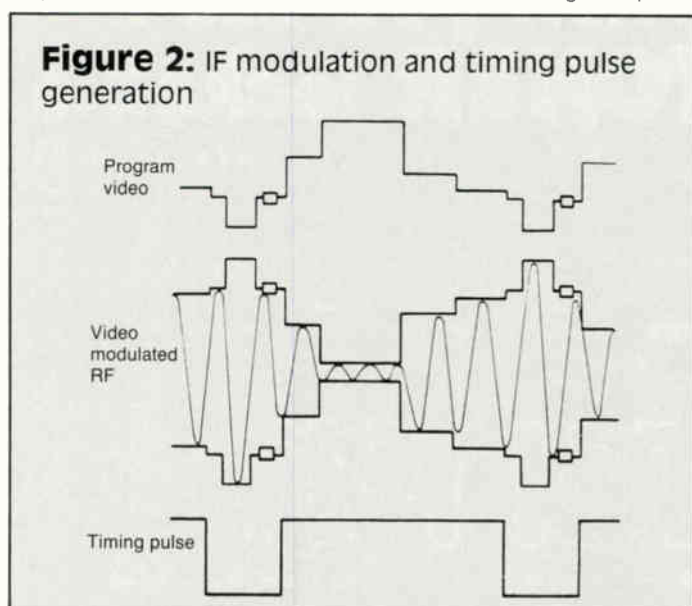 Figure 2: IF modulation and timing pulse
generation
Program
video
Video
modulated
RF
Timing pulse